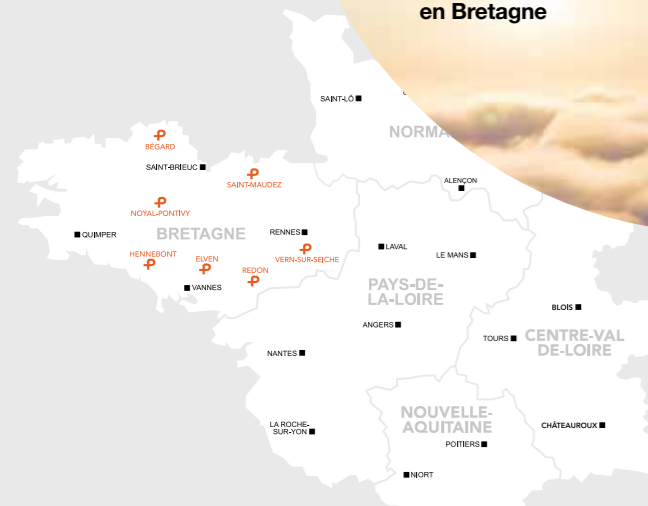 en Bretagne
SAINT-LÔ
NORMA
BÉGARD
SAINT-BRIEUC
SAINT-MAUDEZ
ALENÇON
NOYAL-PONTIVY
QUIMPER
BRETAGNE
RENNES
LAVAL
LE MANS
HENNEBONT
ELVEN
REDON
VERN-SUR-SEICHE
VANNES
PAYS-DE-
LA-LOIRE
BLOIS
ANGERS
TOURS
CENTRE-VAL
DE-LOIRE
NANTES
NOUVELLE-
AQUITAINE
LA ROCHE-
SUR-YON
CHÂTEAUROUX
POITIERS
NIORT